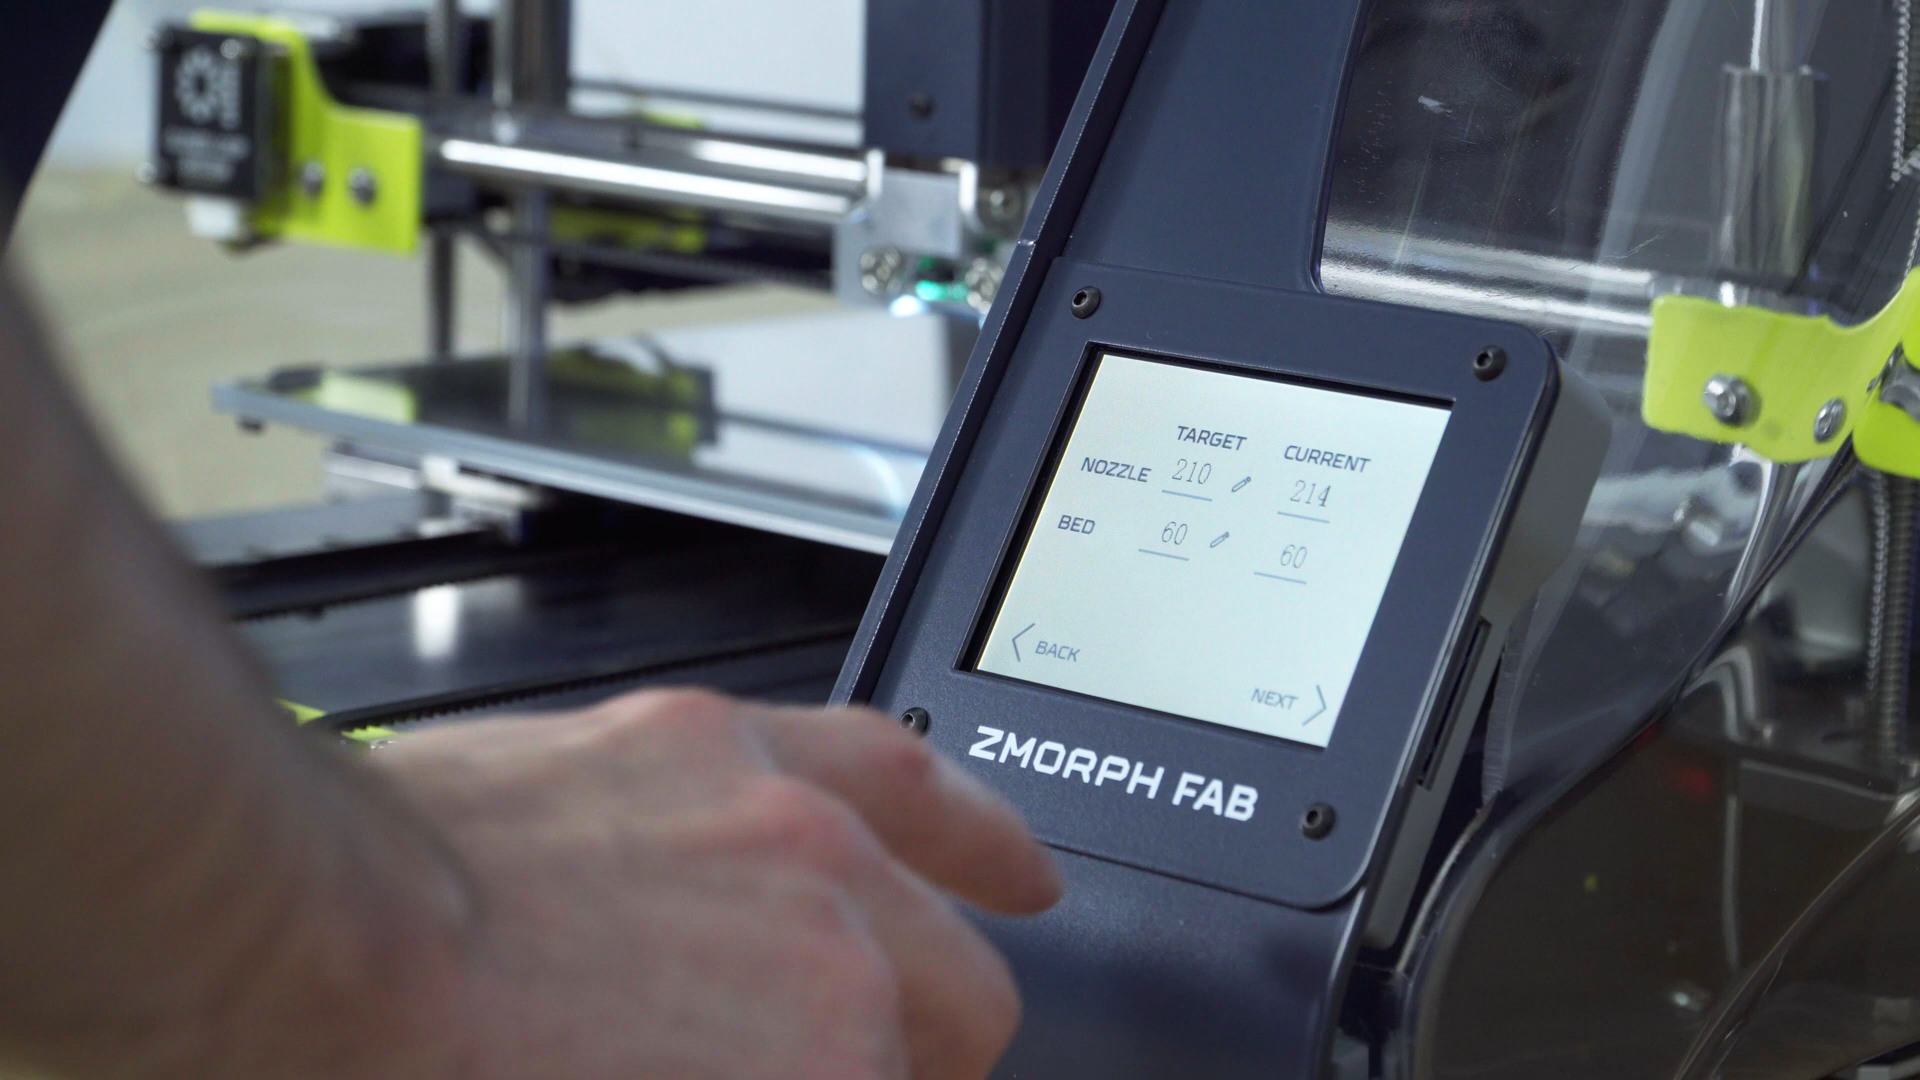 TARGET CURRENT
NOZZLE 210 214
BED 60 60
BACK
NEXT
ZMORPH FAB